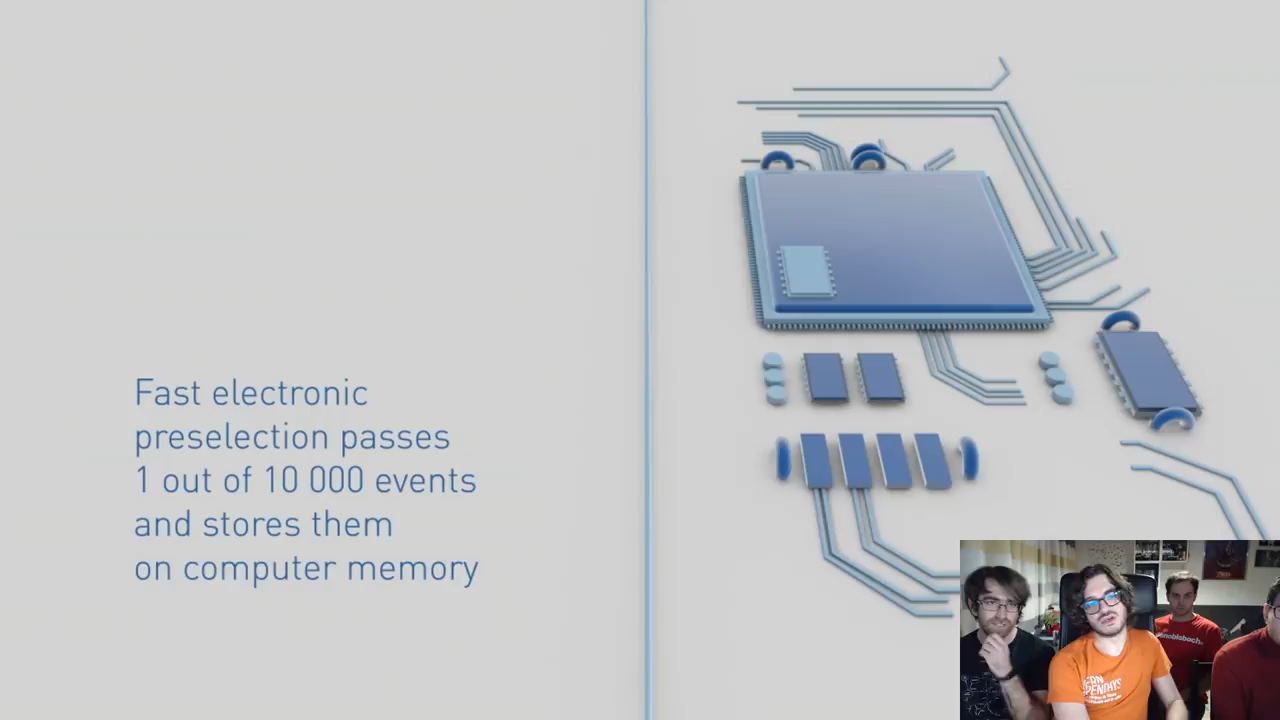 Fast electronic
preselection passes
1 out of 10 000 events
and stores them
on computer memory